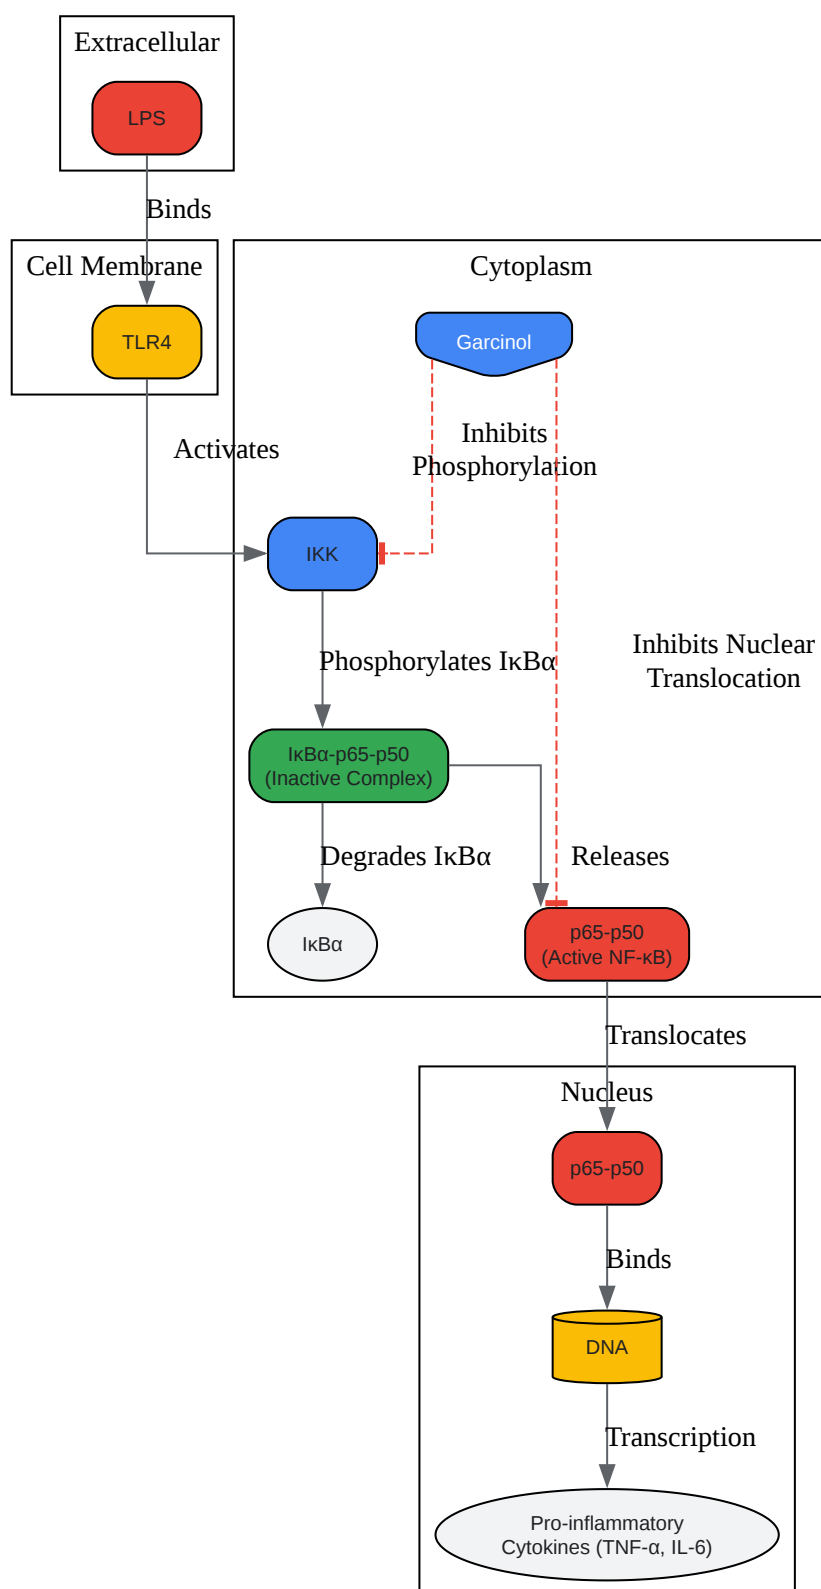 Extracellular
LPS
Binds
Cell Membrane
TLR4
Cytoplasm
Garcinol
Activates
Inhibits
Phosphorylation
IKK
Inhibits Nuclear
Translocation
Phosphorylates IκBα
IκBα-p65-p50
(Inactive Complex)
Degrades IκBα
Releases
IκBα
p65-p50
(Active NF-κB)
Translocates
Nucleus
p65-p50
Binds
DNA
Transcription
Pro-inflammatory
Cytokines (TNF-α, IL-6)